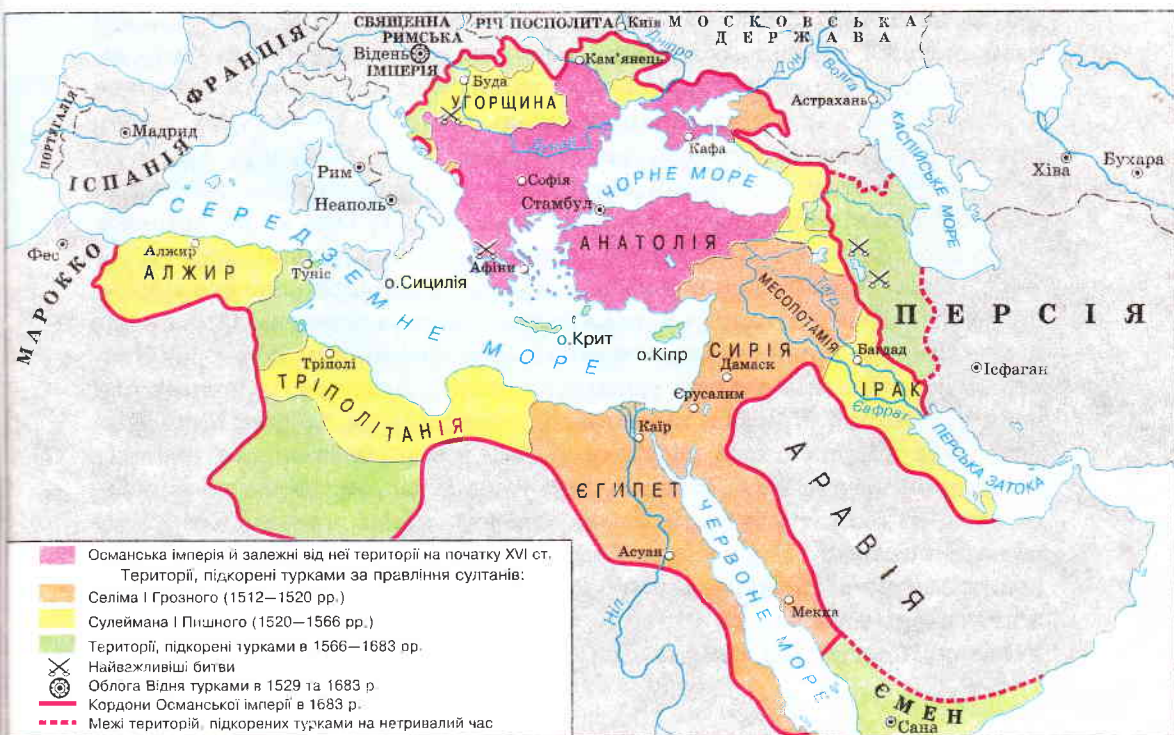 СВЯЩЕННА
РИМСЬКА
ІМПЕРІЯ
РІЧ ПОСПОЛИТА
Київ
МОСКОВСЬКА
ДЕРЖАВА
ФРАНЦІЯ
Відень
Дніпро
Кам'янець
Дон
Волга
Буда
УГОРЩИНА
Астрахань
ПОРТУГАЛІЯ
Мадрид
ІСПАНІЯ
Дунай
Кафа
КАСПІЙСЬКЕ МОРЕ
Хіва
Бухара
Рим
Неаполь
Софія
Стамбул
ЧОРНЕ МОРЕ
СЕРЕДЗЕМНЕ МОРЕ
Фес
МАРОККО
Алжир
АЛЖИР
Туніс
о.Сицилія
Афіни
АНАТОЛІЯ
Тигр
МЕСОПОТАМІЯ
ПЕРСІЯ
о.Крит
о.Кіпр
СИРІЯ
Дамаск
Багдад
ІРАК
Ісфаган
Тріполі
ТРІПОЛІТАНІЯ
Єрусалим
Євфрат
Каїр
ПЕРСЬКА ЗАТОКА
ЄГИПЕТ
АРАВІЯ
ЧЕРВОНЕ МОРЕ
Асуан
Ніл
Мекка
ЄМЕН
Сана
Османська імперія й залежні від неї території на початку XVI ст.
Території, підкорені турками за правління султанів:
Селіма І Грозного (1512—1520 рр.)
Сулеймана І Пишного (1520—1566 рр.)
Території, підкорені турками в 1566—1683 рр.
Найважливіші битви
Облога Відня турками в 1529 та 1683 р.
Кордони Османської імперії в 1683 р.
Межі територій, підкорених турками на нетривалий час